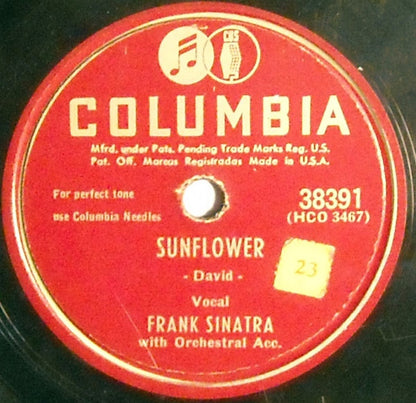 CBS
COLUMBIA
Mfrd. under Pats. Pending Trade Marks Reg. U.S.
Pat. Off. Marcas Registradas Made in U.S.A.
For perfect tone
use Columbia Needles
38391
(HCO 3467)
SUNFLOWER
- David -
23
Vocal
FRANK SINATRA
with Orchestral Acc.